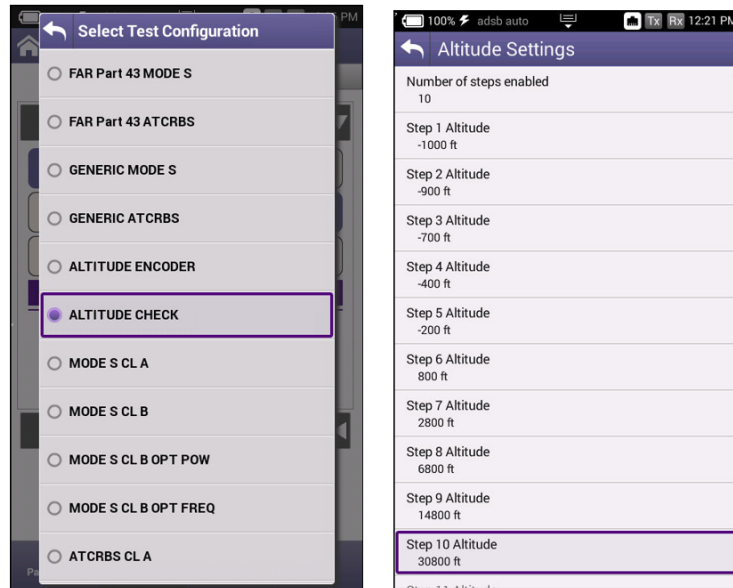 PM
Select Test Configuration
FAR Part 43 MODE S
FAR Part 43 ATCRBS
GENERIC MODE S
GENERIC ATCRBS
ALTITUDE ENCODER
ALTITUDE CHECK
MODE S CL A
MODE S CL B
MODE S CL B OPT POW
MODE S CL B OPT FREQ
ATCRBS CL A
Pa
100% adsb auto Tx Rx 12:21 PM
Altitude Settings
Number of steps enabled
10
Step 1 Altitude
-1000 ft
Step 2 Altitude
-900 ft
Step 3 Altitude
-700 ft
Step 4 Altitude
-400 ft
Step 5 Altitude
-200 ft
Step 6 Altitude
800 ft
Step 7 Altitude
2800 ft
Step 8 Altitude
6800 ft
Step 9 Altitude
14800 ft
Step 10 Altitude
30800 ft
Step 11 Altitude